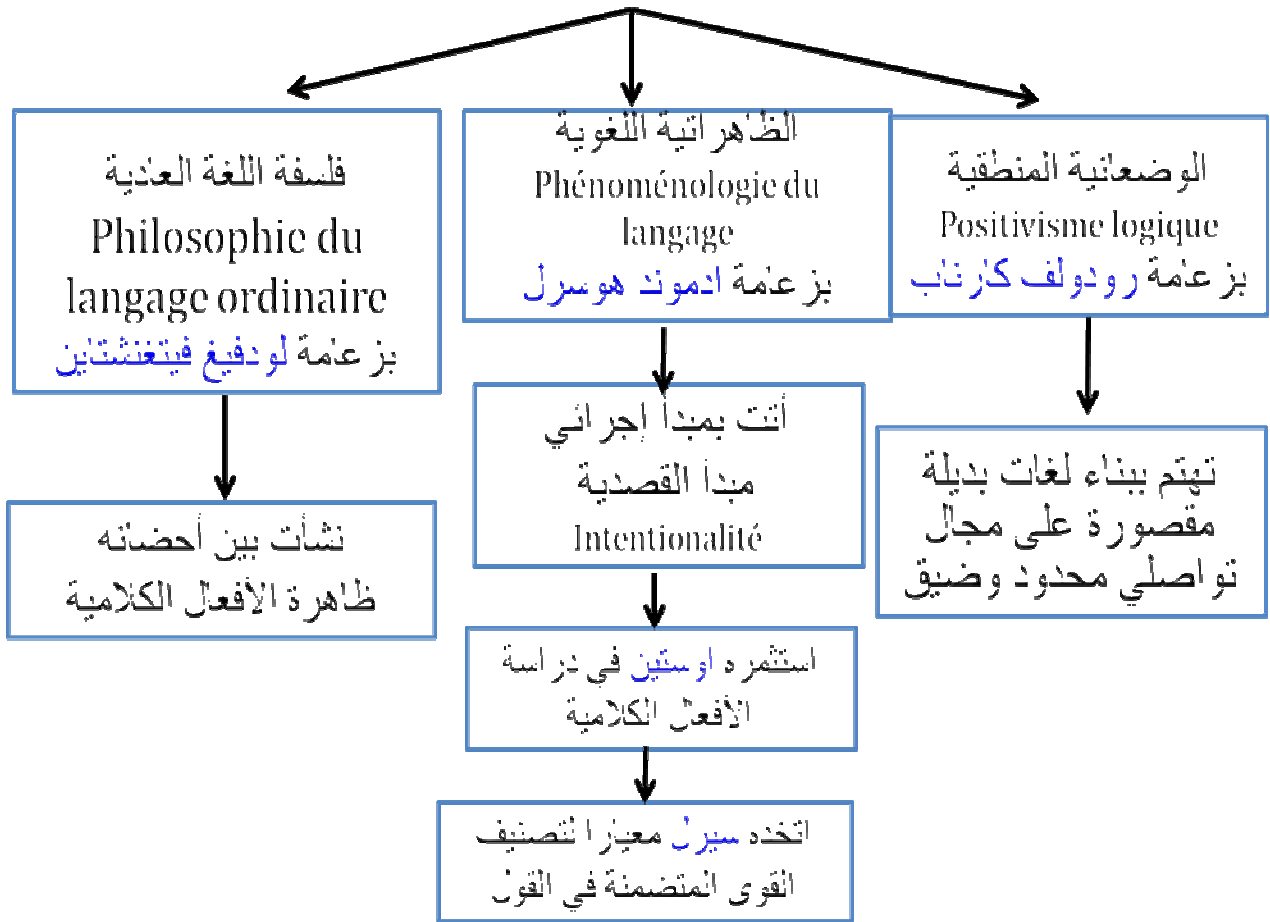 الوضعانية المنطقية
Positivisme logique
بزعامة رودولف كارناب
تهتم ببناء لغات بديلة
مقصورة على مجال
تواصلي محدود وضيق
الظاهراتية اللغوية
Phénoménologie du
langage
بزعامة ادموند هوسرل
أتت بمبدأ إجرائي
مبدأ القصدية
Intentionalité
استثمره اوستين في دراسة
الأفعال الكلامية
اتخده سيرل معيارا لتصنيف
القوى المتضمنة في القول
فلسفة اللغة العادية
Philosophie du
langage ordinaire
بزعامة لودفيغ فيتغنشتاين
نشأت بين أحضانه
ظاهرة الأفعال الكلامية